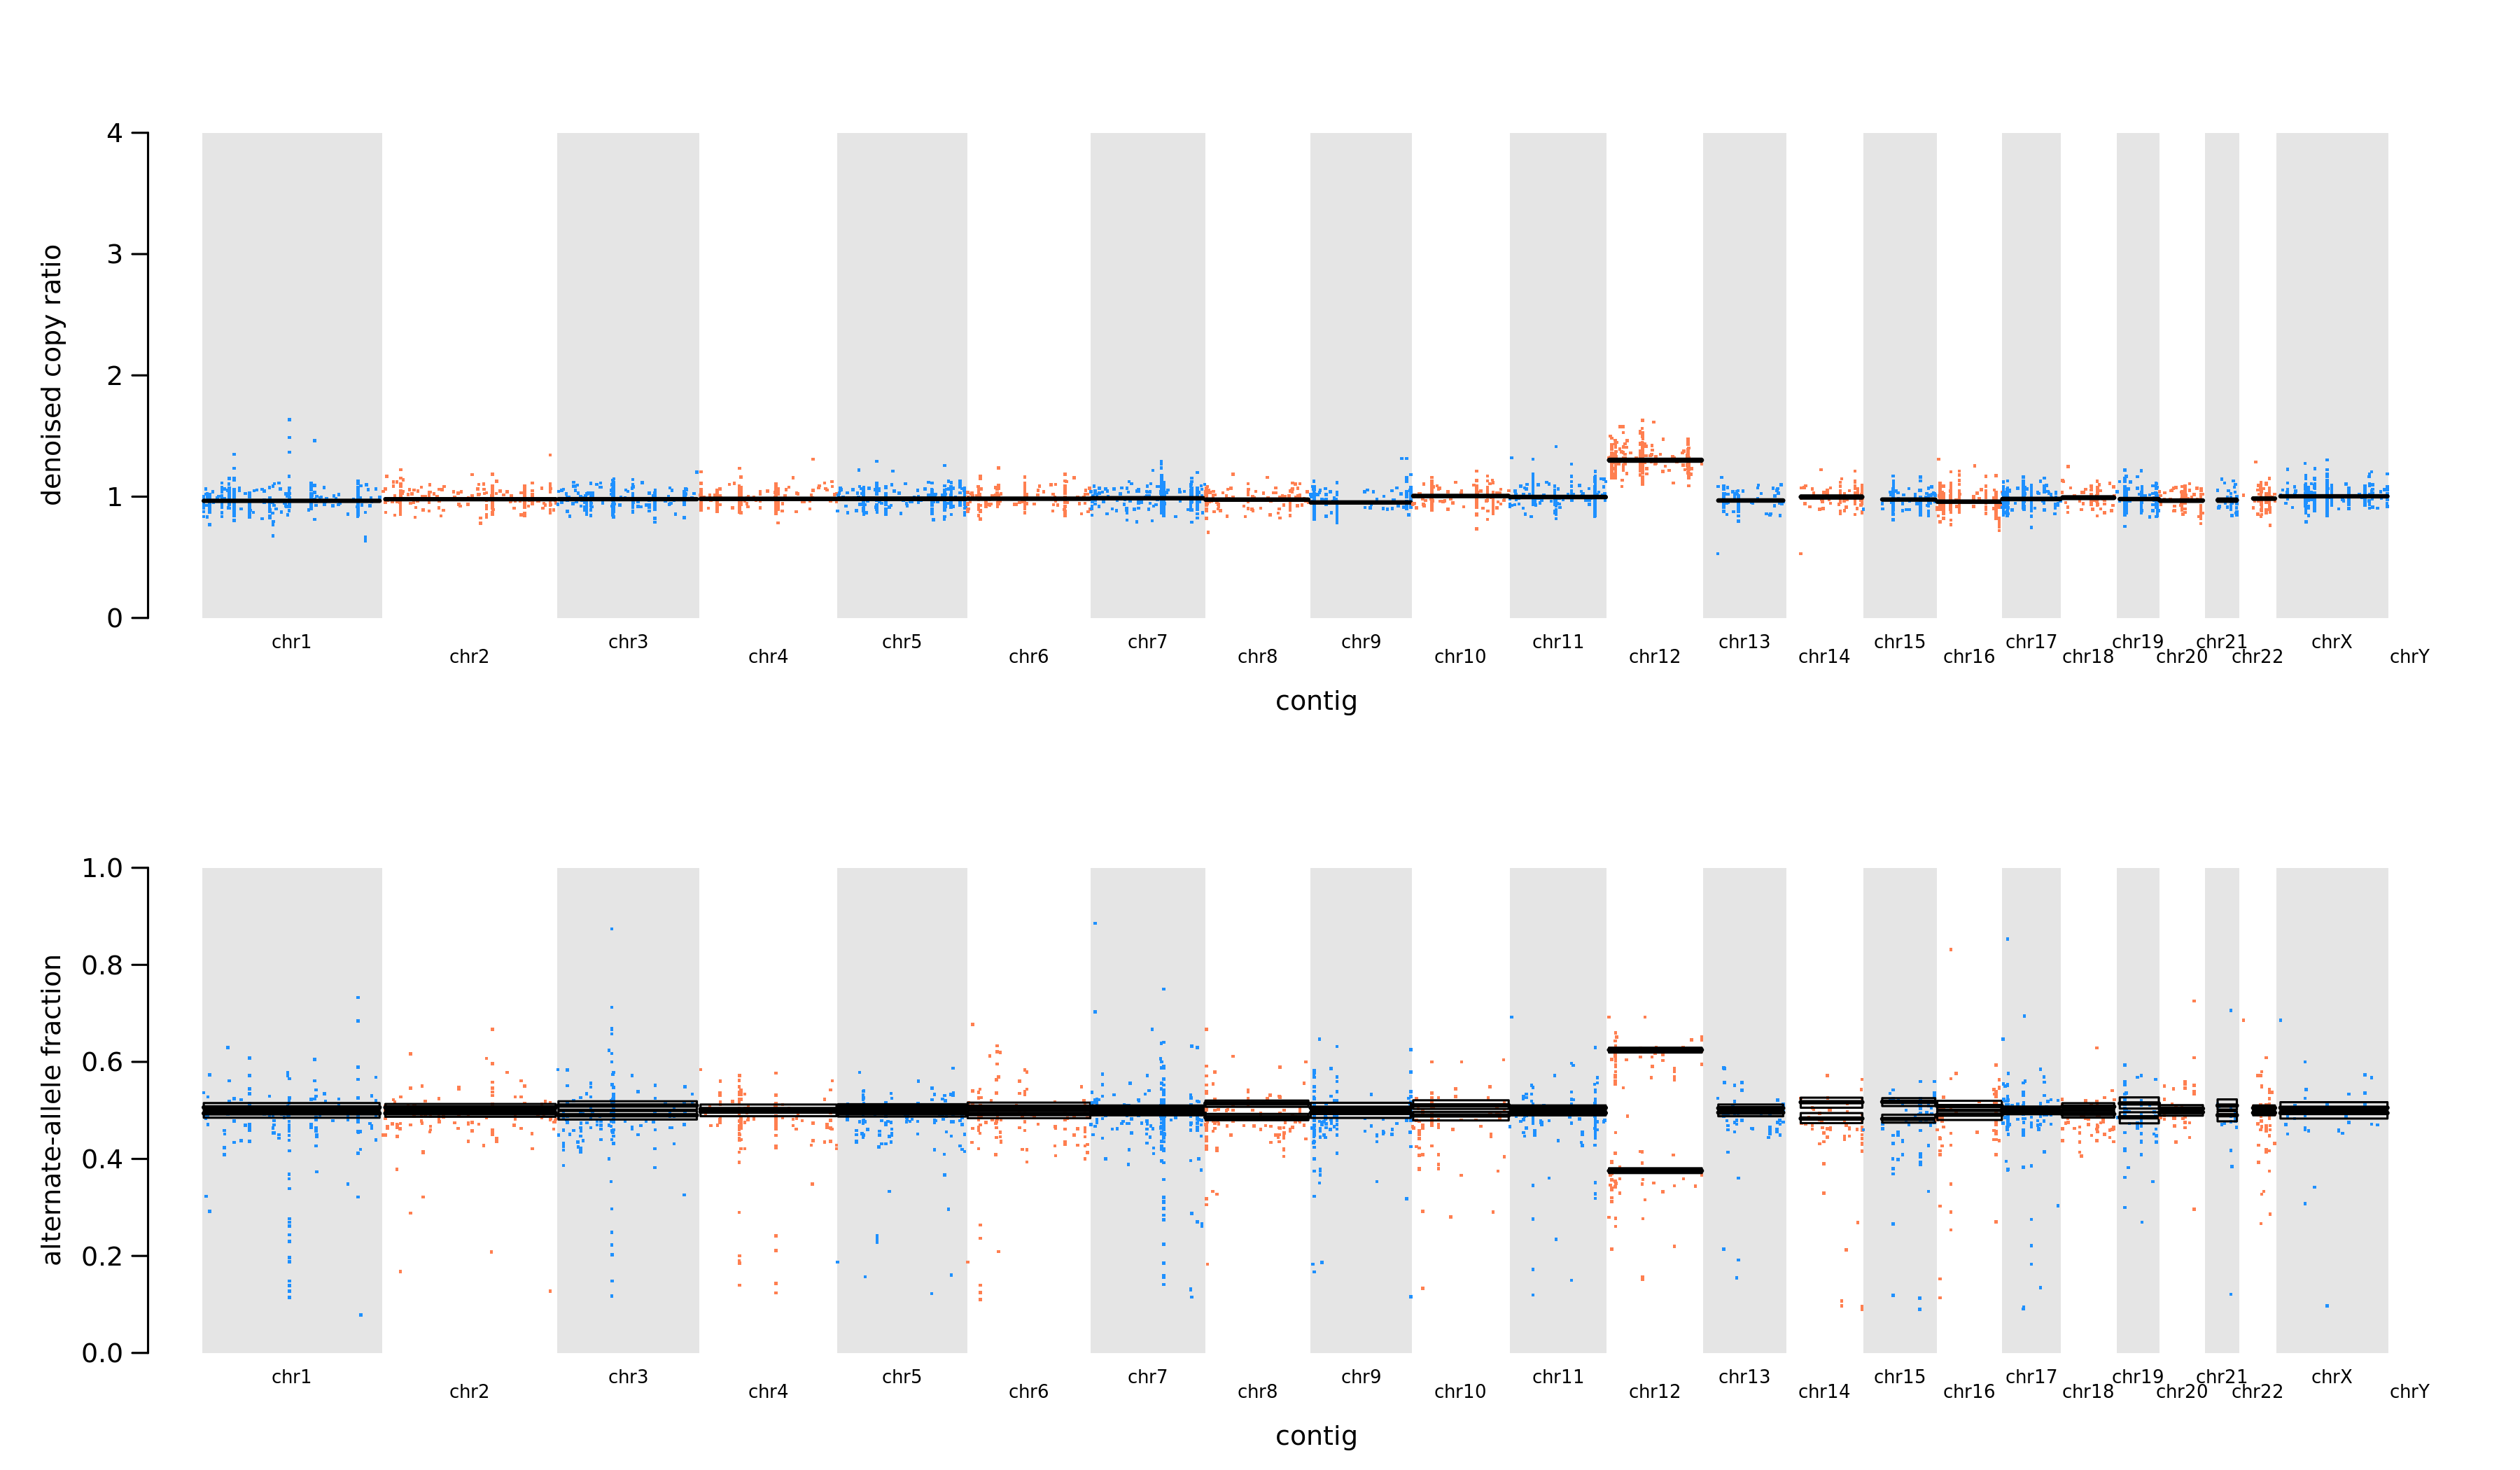 denoised copy ratio
4
3
2
1
0
chr1 chr3 chr5 chr7 chr9 chr11 chr13 chr15 chr17 chr19 chr21 chrX
chr2 chr4 chr6 chr8 chr10 chr12 chr14 chr16 chr18 chr20 chr22 chrY
contig
alternate-allele fraction
1.0
0.8
0.6
0.4
0.2
0.0
chr1 chr3 chr5 chr7 chr9 chr11 chr13 chr15 chr17 chr19 chr21 chrX
chr2 chr4 chr6 chr8 chr10 chr12 chr14 chr16 chr18 chr20 chr22 chrY
contig